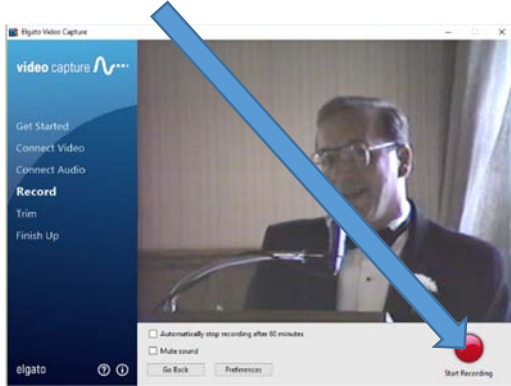 Elgato Video Capture
video capture
Get Started
Connect Video
Connect Audio
Record
Trim
Finish Up
Automatically stop recording after 60 minutes
Mute sound
Go Back
Preferences
Start Recording
elgato